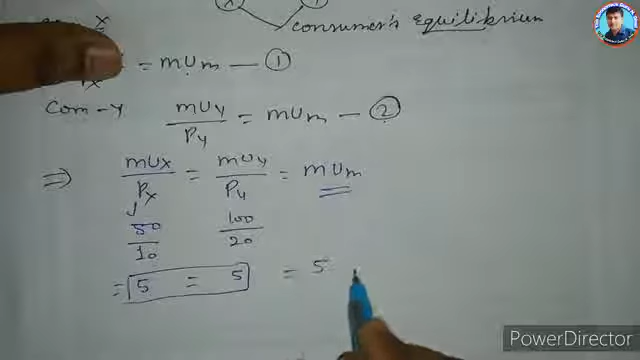 X Y
consumer's equilibrium
= mUm — ①
Com - y mUy/Py = mUm — ②
⇒ mUx/Px = mUy/Py = mUm
50/10 100/20
= 5 = 5 = 5
PowerDirector